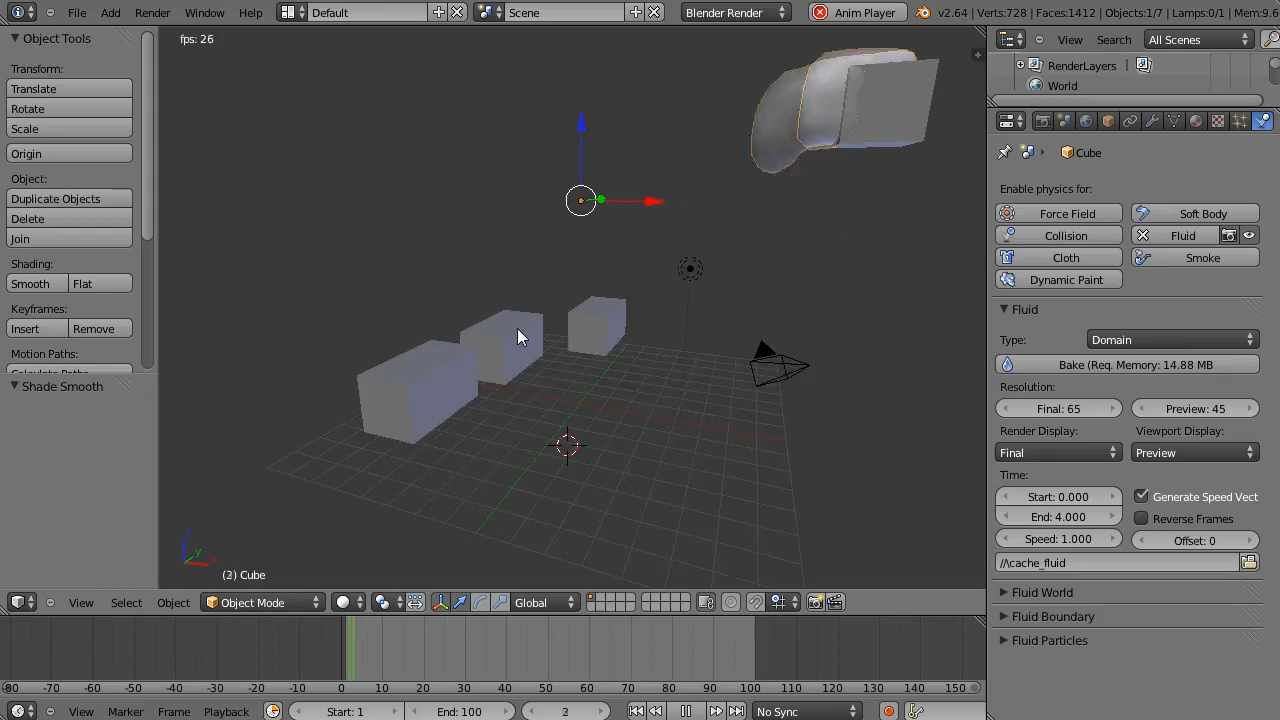 File Add Render Window Help Default Scene Blender Render Anim Player v2.64 | Verts:728 | Faces:1412 | Objects:1/7 | Lamps:0/1 | Mem:9.6
Object Tools
Transform:
Translate
Rotate
Scale
Origin
Object:
Duplicate Objects
Delete
Join
Shading:
Smooth Flat
Keyframes:
Insert Remove
Motion Paths:
Shade Smooth
fps: 26
z
y
x
(2) Cube
View Search All Scenes
RenderLayers
World
Cube
Enable physics for:
Force Field Soft Body
Collision Fluid
Cloth Smoke
Dynamic Paint
Fluid
Type: Domain
Bake (Req. Memory: 14.88 MB
Resolution:
Final: 65 Preview: 45
Render Display: Viewport Display:
Final Preview
Time:
Start: 0.000 Generate Speed Vect
End: 4.000 Reverse Frames
Speed: 1.000 Offset: 0
//\cache_fluid
Fluid World
Fluid Boundary
Fluid Particles
View Select Object Object Mode Global
-80 -70 -60 -50 -40 -30 -20 -10 0 10 20 30 40 50 60 70 80 90 100 110 120 130 140 150
View Marker Frame Playback Start: 1 End: 100 2 No Sync